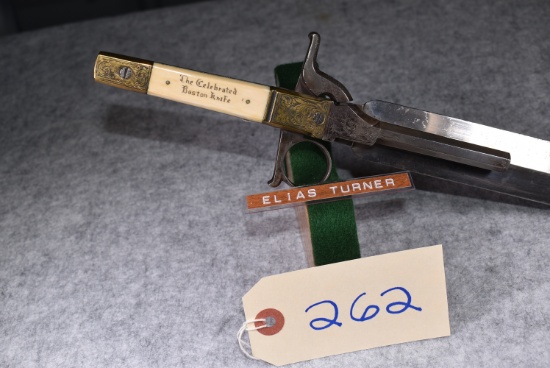 The Celebrated
Boston Knife
ELIAS TURNER
262